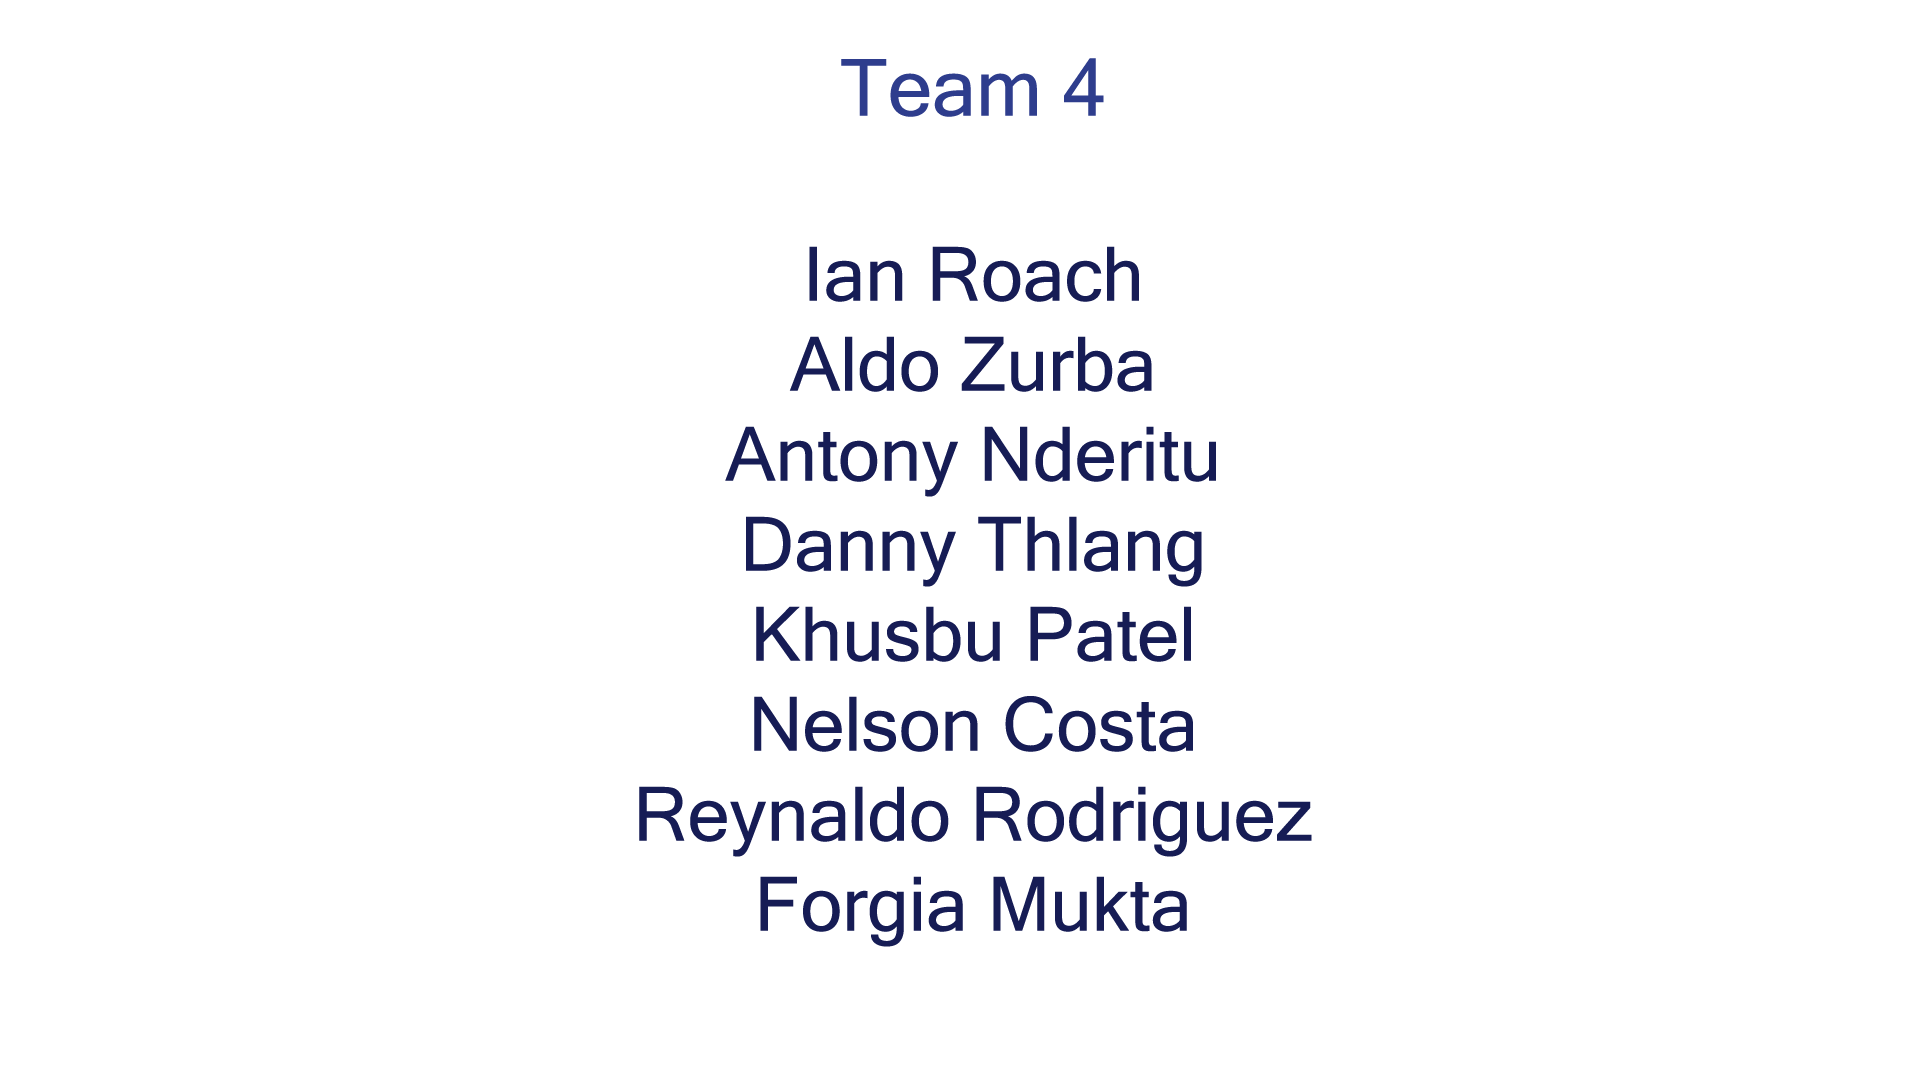 Team 4
Ian Roach
Aldo Zurba
Antony Nderitu
Danny Thlang
Khusbu Patel
Nelson Costa
Reynaldo Rodriguez
Forgia Mukta